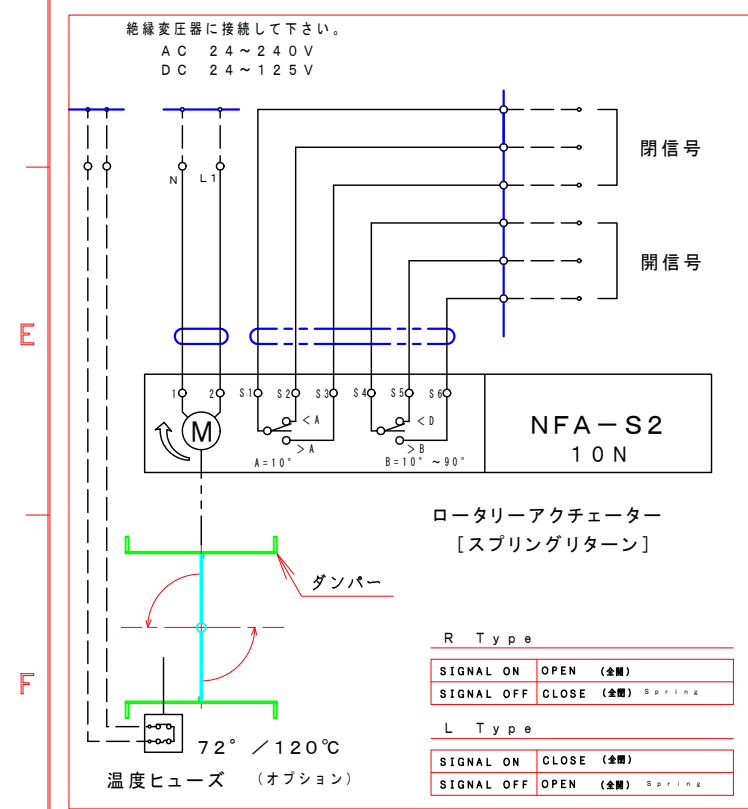 絶縁変圧器に接続して下さい。
AC 24~240V
DC 24~125V
N L1
閉信号
開信号
E
1 2 S1 S2 S3 S4 S5 S6
<A <D
M
>A >B
A=10° B=10° ~90°
NFA-S2
10N
ロータリーアクチェーター
[スプリングリターン]
ダンパー
R Type
SIGNAL ON OPEN (全開)
SIGNAL OFF CLOSE (全閉) Spring
F
L Type
SIGNAL ON CLOSE (全閉)
SIGNAL OFF OPEN (全開) Spring
72° /120℃
温度ヒューズ (オプション)